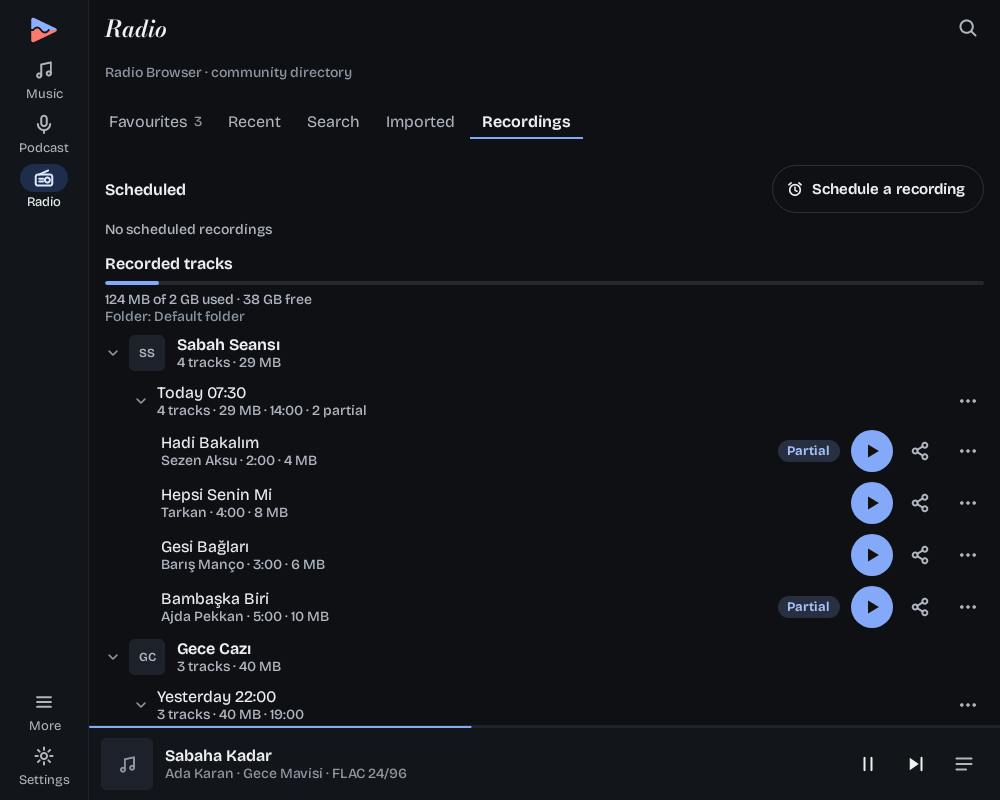 Radio
Radio Browser · community directory
Music
Podcast
Radio
Favourites 3
Recent
Search
Imported
Recordings
Scheduled
Schedule a recording
No scheduled recordings
Recorded tracks
124 MB of 2 GB used · 38 GB free
Folder: Default folder
SS
Sabah Seansı
4 tracks · 29 MB
Today 07:30
4 tracks · 29 MB · 14:00 · 2 partial
Hadi Bakalım
Sezen Aksu · 2:00 · 4 MB
Partial
Hepsi Senin Mi
Tarkan · 4:00 · 8 MB
Gesi Bağları
Barış Manço · 3:00 · 6 MB
Bambaşka Biri
Ajda Pekkan · 5:00 · 10 MB
Partial
GC
Gece Cazı
3 tracks · 40 MB
Yesterday 22:00
3 tracks · 40 MB · 19:00
More
Settings
Sabaha Kadar
Ada Karan · Gece Mavisi · FLAC 24/96